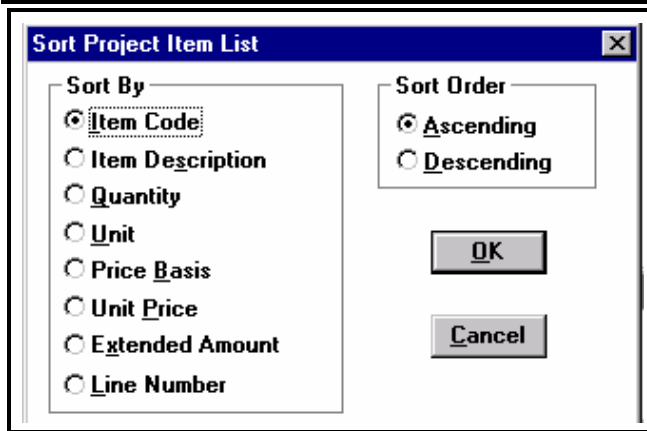 Sort Project Item List
Sort By
Item Code
Item Description
Quantity
Unit
Price Basis
Unit Price
Extended Amount
Line Number
Sort Order
Ascending
Descending
OK
Cancel